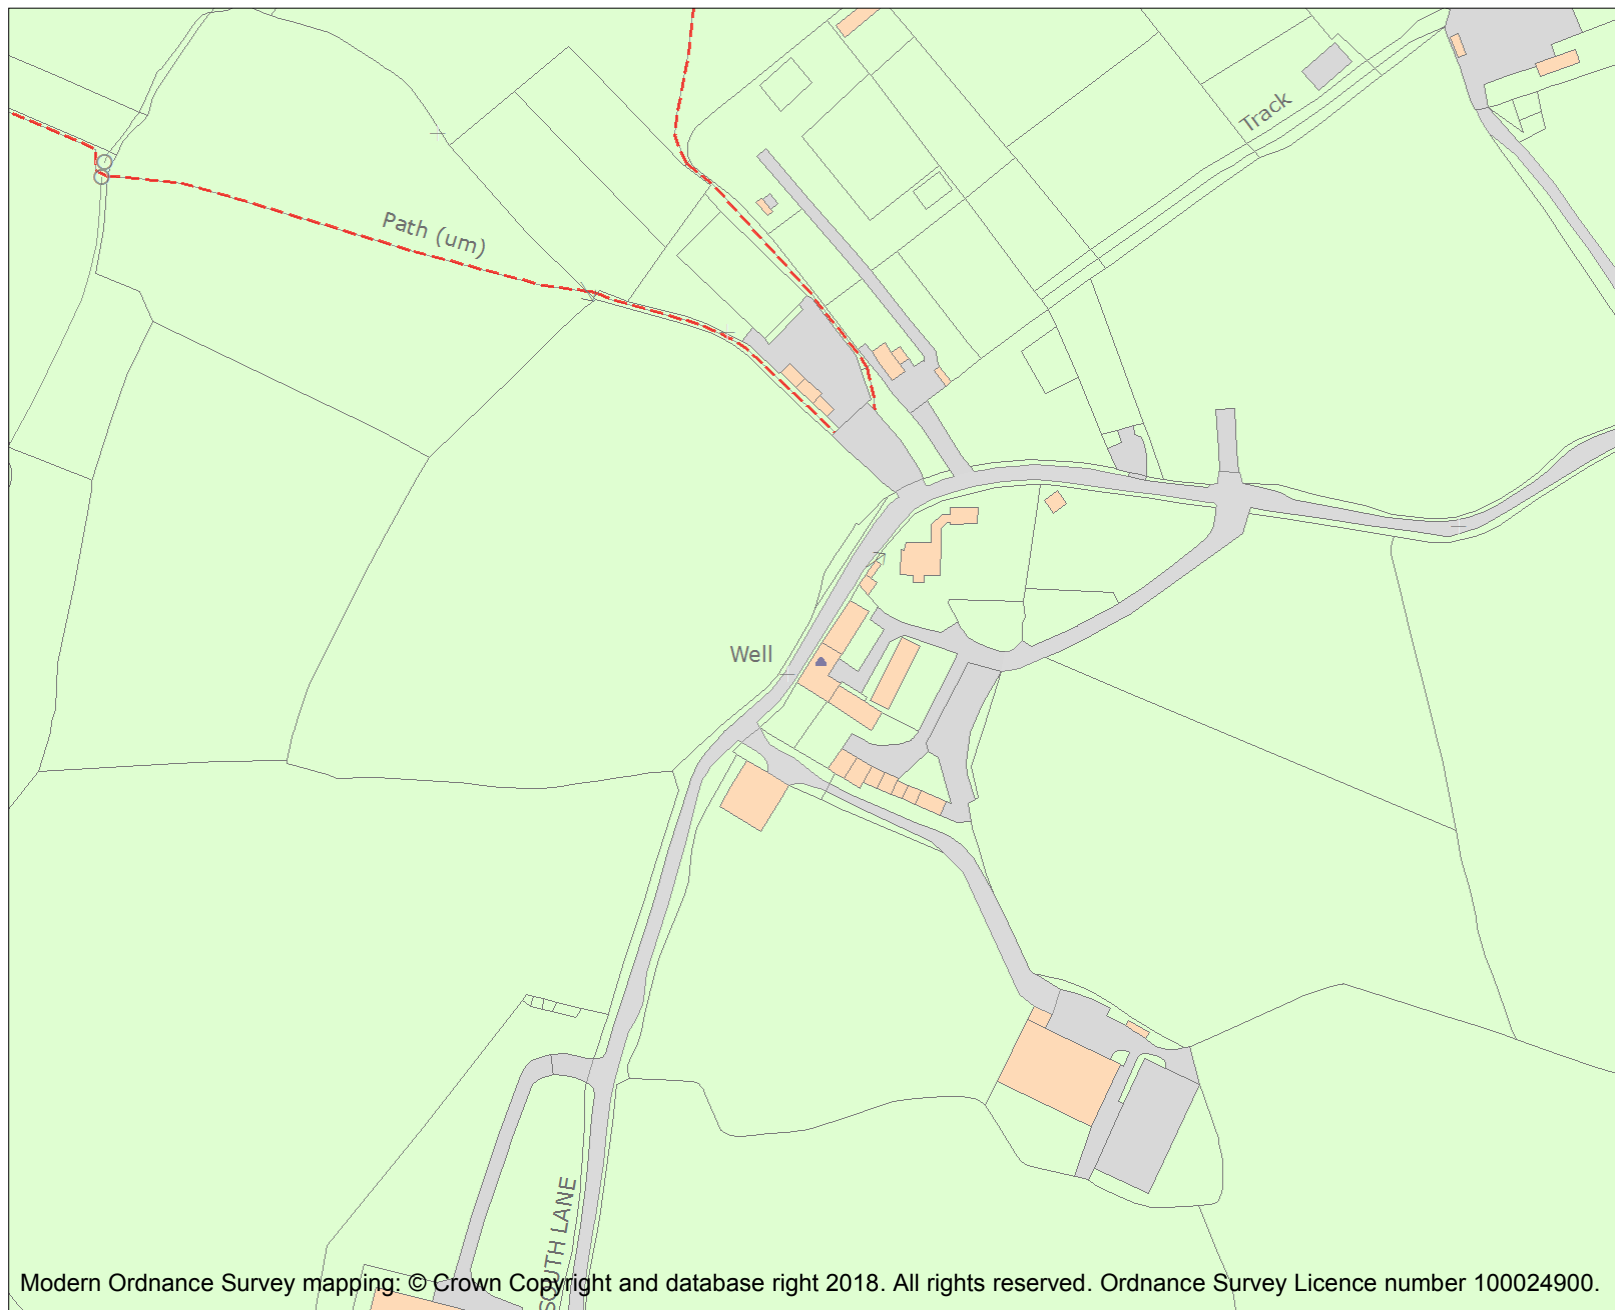 Track
Path (um)
Well
SOUTH LANE
Modern Ordnance Survey mapping: © Crown Copyright and database right 2018. All rights reserved. Ordnance Survey Licence number 100024900.